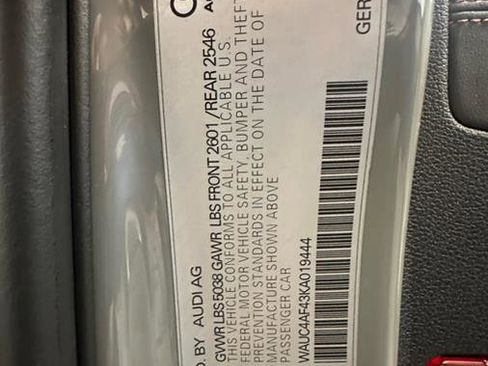 D. BY AUDI AG
GVWR LBS 5038 GAWR LBS FRONT 2601/REAR 2546
THIS VEHICLE CONFORMS TO ALL APPLICABLE U.S.
FEDERAL MOTOR VEHICLE SAFETY, BUMPER AND THEFT
PREVENTION STANDARDS IN EFFECT ON THE DATE OF
MANUFACTURE SHOWN ABOVE
PASSENGER CAR
WAUC4AF43KA019444
GER